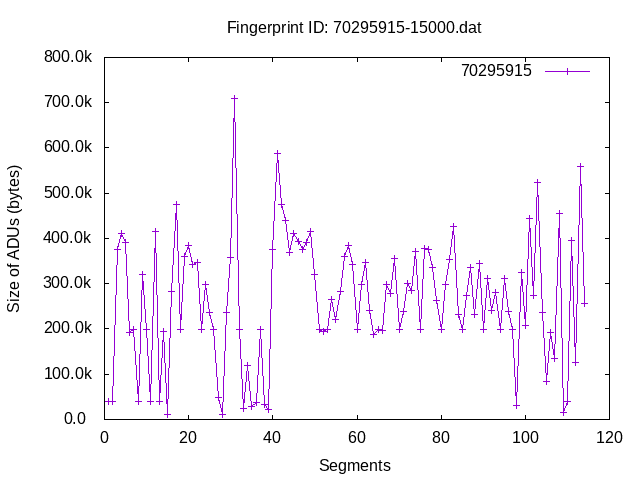 Fingerprint ID: 70295915-15000.dat
800.0k
70295915
700.0k
600.0k
500.0k
400.0k
300.0k
200.0k
100.0k
0.0
Size of ADUs (bytes)
0 20 40 60 80 100 120
Segments